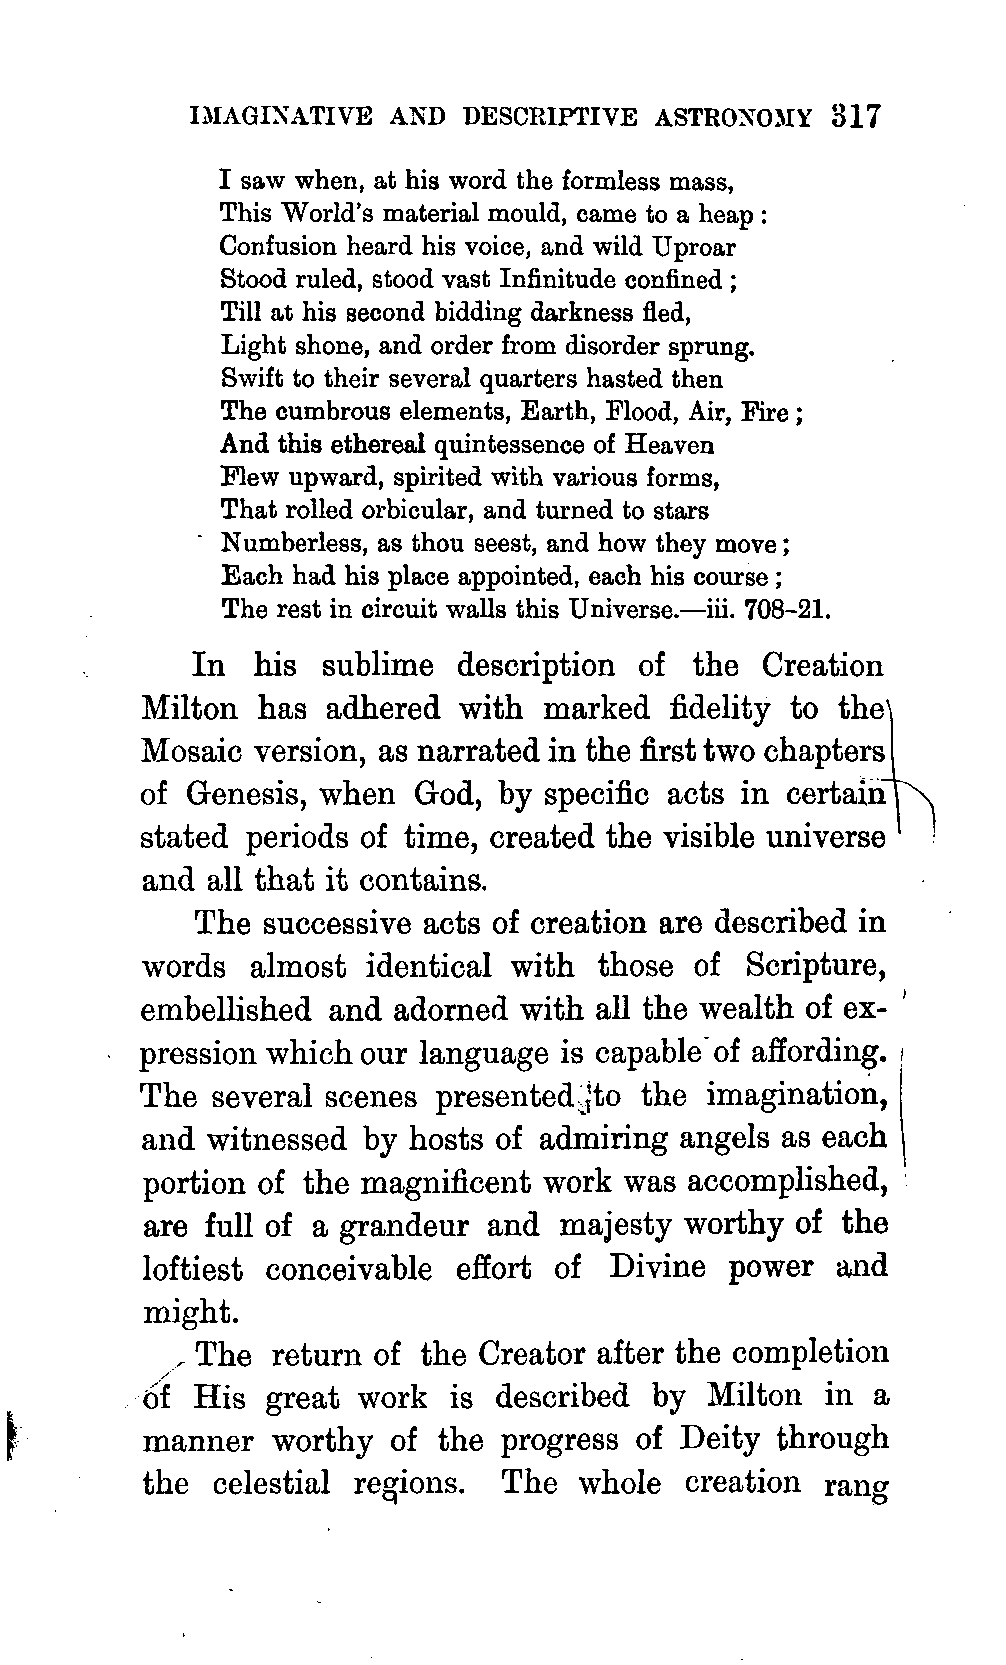 IMAGINATIVE AND DESCRIPTIVE ASTRONOMY 317
I saw when, at his word the formless mass,
This World's material mould, came to a heap :
Confusion heard his voice, and wild Uproar
Stood ruled, stood vast Infinitude confined ;
Till at his second bidding darkness fled,
Light shone, and order from disorder sprung.
Swift to their several quarters hasted then
The cumbrous elements, Earth, Flood, Air, Fire ;
And this ethereal quintessence of Heaven
Flew upward, spirited with various forms,
That rolled orbicular, and turned to stars
Numberless, as thou seest, and how they move ;
Each had his place appointed, each his course ;
The rest in circuit walls this Universe.—iii. 708–21.
In his sublime description of the Creation
Milton has adhered with marked fidelity to the
Mosaic version, as narrated in the first two chapters
of Genesis, when God, by specific acts in certain
stated periods of time, created the visible universe
and all that it contains.
The successive acts of creation are described in
words almost identical with those of Scripture,
embellished and adorned with all the wealth of ex-
pression which our language is capable of affording.
The several scenes presented to the imagination,
and witnessed by hosts of admiring angels as each
portion of the magnificent work was accomplished,
are full of a grandeur and majesty worthy of the
loftiest conceivable effort of Divine power and
might.
The return of the Creator after the completion
of His great work is described by Milton in a
manner worthy of the progress of Deity through
the celestial regions. The whole creation rang